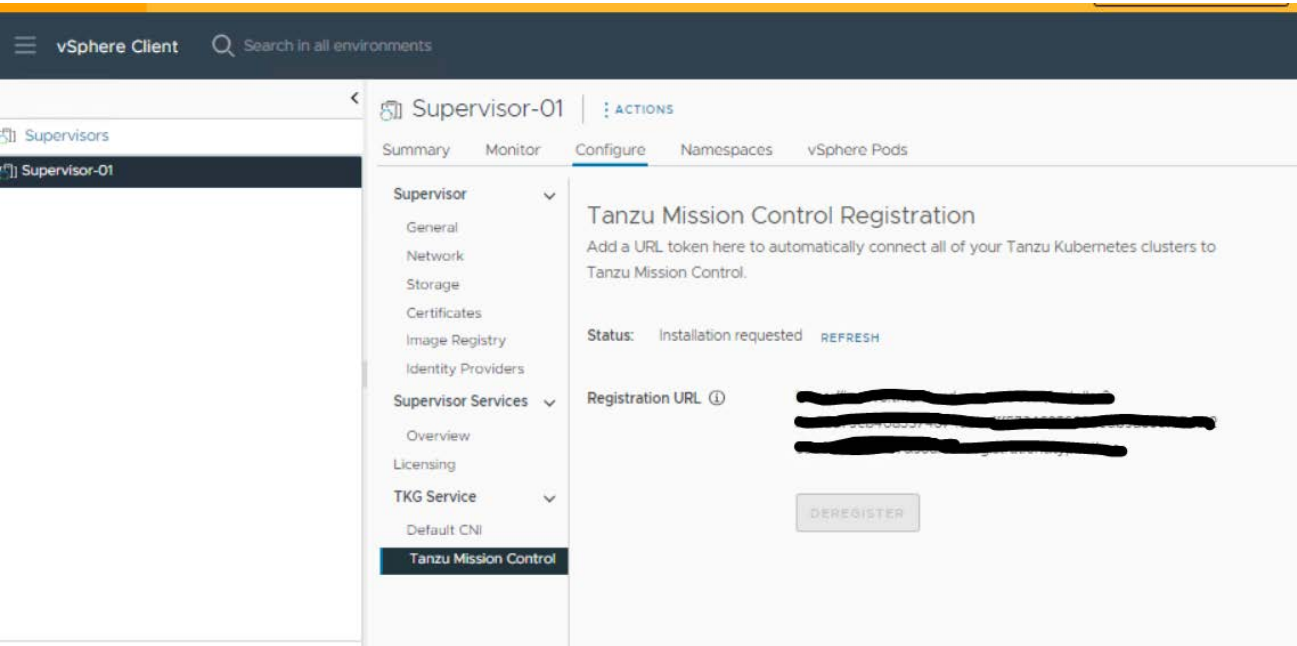 vSphere Client
Search in all environments
Supervisors
Supervisor-01
Supervisor-01
ACTIONS
Summary Monitor Configure Namespaces vSphere Pods
Supervisor
General
Network
Storage
Certificates
Image Registry
Identity Providers
Supervisor Services
Overview
Licensing
TKG Service
Default CNI
Tanzu Mission Control
Tanzu Mission Control Registration
Add a URL token here to automatically connect all of your Tanzu Kubernetes clusters to
Tanzu Mission Control.
Status: Installation requested REFRESH
Registration URL
DEREGISTER